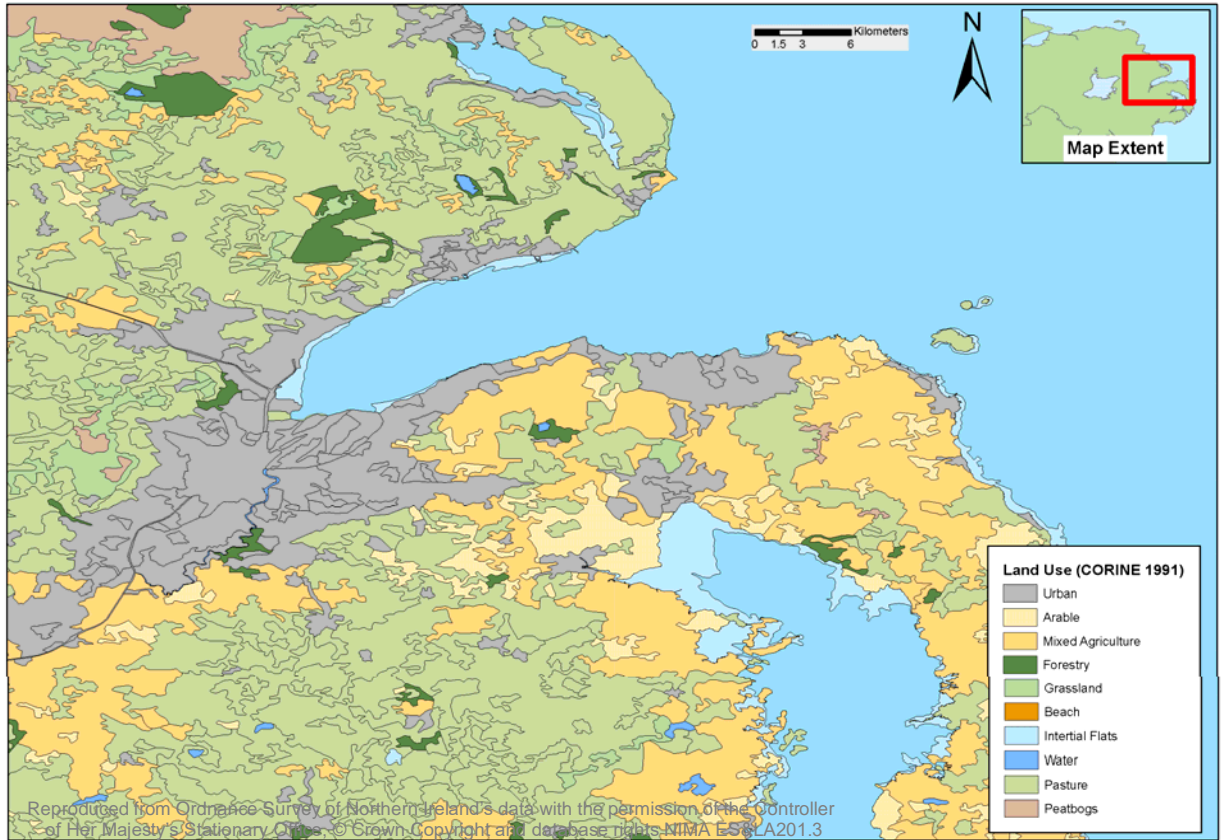 Kilometers
0 1.5 3 6
N
Map Extent
Land Use (CORINE 1991)
Urban
Arable
Mixed Agriculture
Forestry
Grassland
Beach
Intertial Flats
Water
Pasture
Peatbogs
Reproduced from Ordnance Survey of Northern Ireland's data with the permission of the Controller
of Her Majesty's Stationary Office, © Crown Copyright and database rights NIMA ES&LA201.3